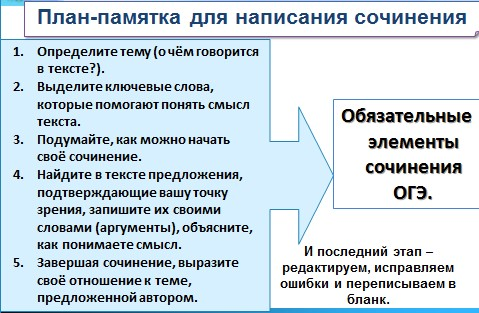 План-памятка для написания сочинения
1. Определите тему (о чём говорится
в тексте?).
2. Выделите ключевые слова,
которые помогают понять смысл
текста.
3. Подумайте, как можно начать
своё сочинение.
4. Найдите в тексте предложения,
подтверждающие вашу точку
зрения, запишите их своими
словами (аргументы), объясните,
как понимаете смысл.
5. Завершая сочинение, выразите
своё отношение к теме,
предложенной автором.
Обязательные
элементы
сочинения
ОГЭ.
И последний этап –
редактируем, исправляем
ошибки и переписываем в
бланк.